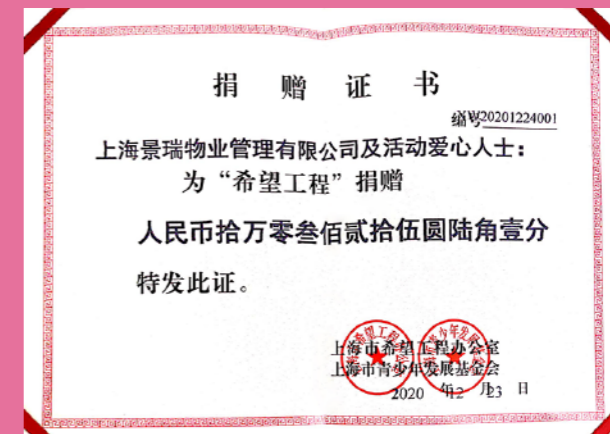 捐 赠 证 书
编号XW20201224001
上海景瑞物业管理有限公司及活动爱心人士：
为“希望工程”捐赠
人民币拾万零叁佰贰拾伍圆陆角壹分
特发此证。
上海市希望工程办公室
上海市青少年发展基金会
2020 年12 月23 日